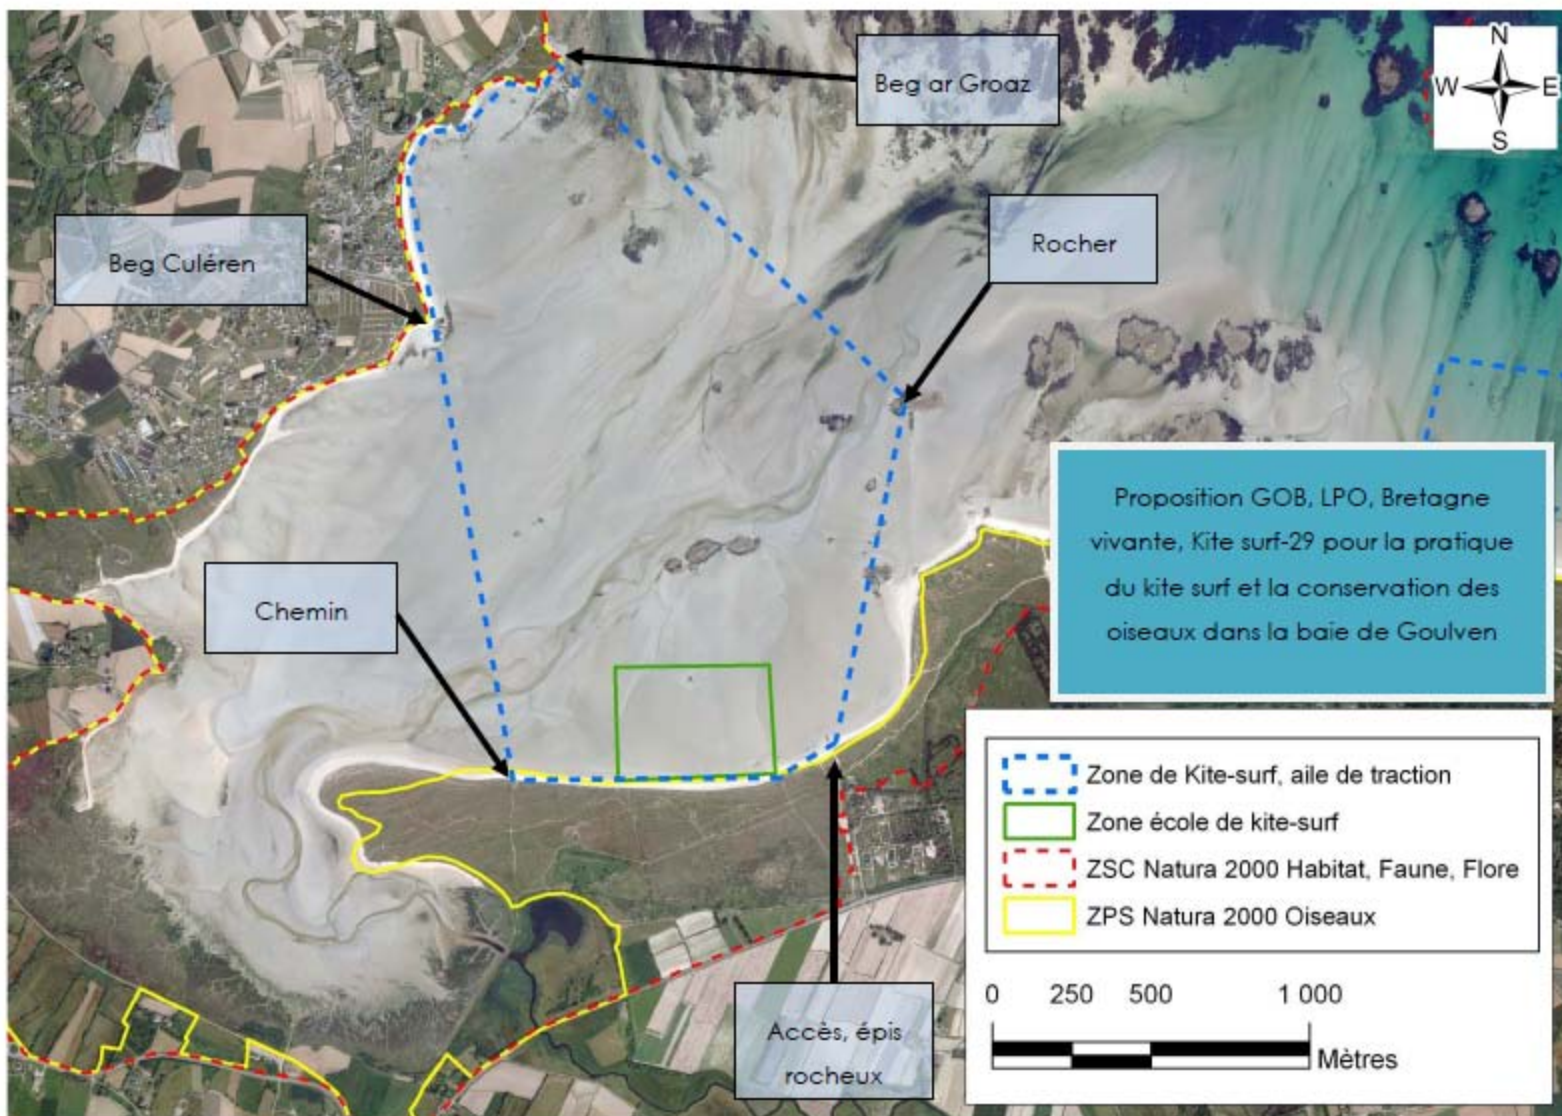 Beg ar Groaz
N
W
E
S
Beg Culéren
Rocher
Chemin
Proposition GOB, LPO, Bretagne
vivante, Kite surf-29 pour la pratique
du kite surf et la conservation des
oiseaux dans la baie de Goulven
Zone de Kite-surf, aile de traction
Zone école de kite-surf
ZSC Natura 2000 Habitat, Faune, Flore
ZPS Natura 2000 Oiseaux
0 250 500 1 000
Mètres
Accès, épis
rocheux